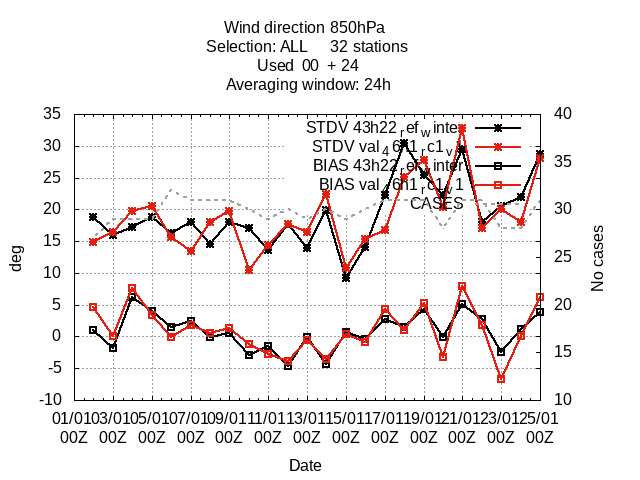 Wind direction 850hPa
Selection: ALL 32 stations
Used 00 + 24
Averaging window: 24h
35 40
30 35
25
20 30
15 25
10
5 20
0
-5 15
-10 10
deg
No cases
STDV 43h22_ref_winter
STDV val_46h1_rc1_v1
BIAS 43h22_ref_winter
BIAS val_46h1_rc1_v1
CASES
01/01 03/01 05/01 07/01 09/01 11/01 13/01 15/01 17/01 19/01 21/01 23/01 25/01
00Z 00Z 00Z 00Z 00Z 00Z 00Z 00Z 00Z 00Z 00Z 00Z 00Z
Date